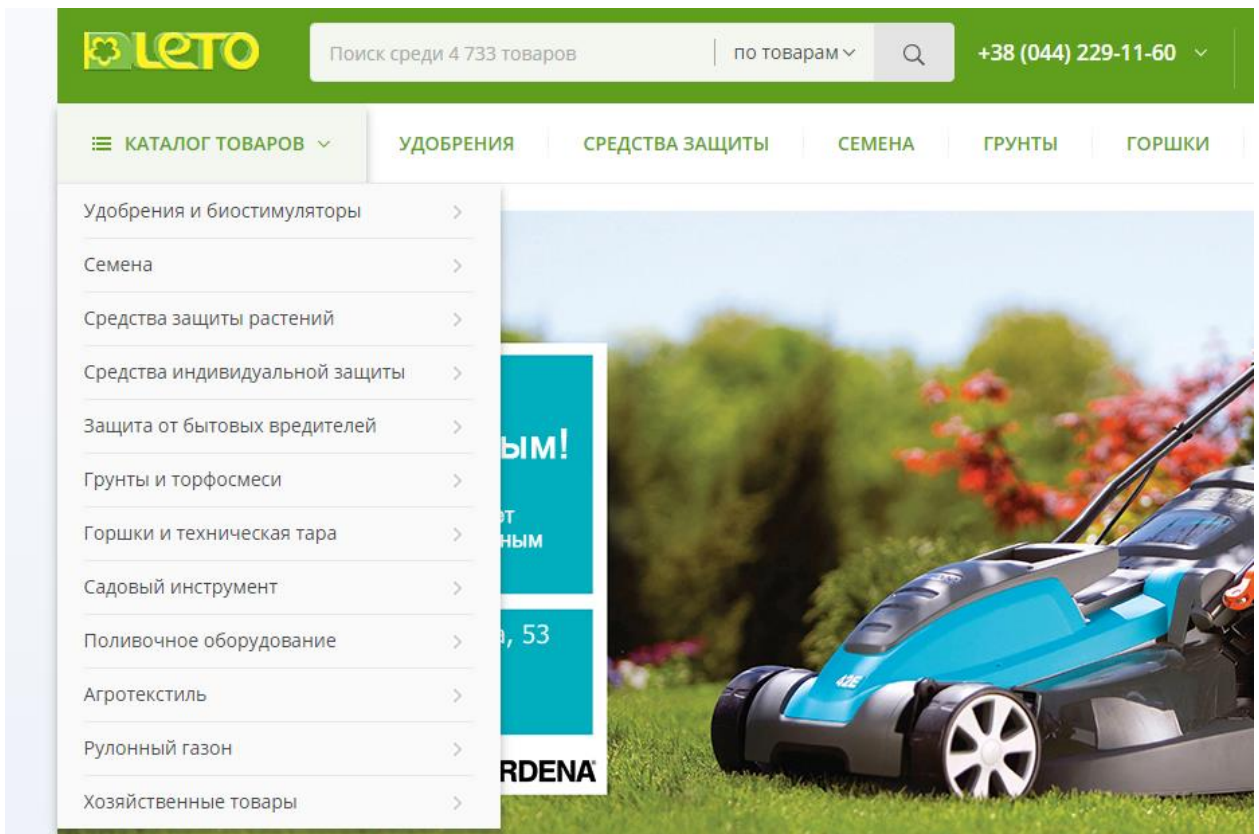 LETO
Поиск среди 4 733 товаров
по товарам
+38 (044) 229-11-60
КАТАЛОГ ТОВАРОВ
УДОБРЕНИЯ
СРЕДСТВА ЗАЩИТЫ
СЕМЕНА
ГРУНТЫ
ГОРШКИ
Удобрения и биостимуляторы
Семена
Средства защиты растений
Средства индивидуальной защиты
Защита от бытовых вредителей
Грунты и торфосмеси
Горшки и техническая тара
Садовый инструмент
Поливочное оборудование
Агротекстиль
Рулонный газон
Хозяйственные товары
ым!
ным
, 53
RDENA
42E